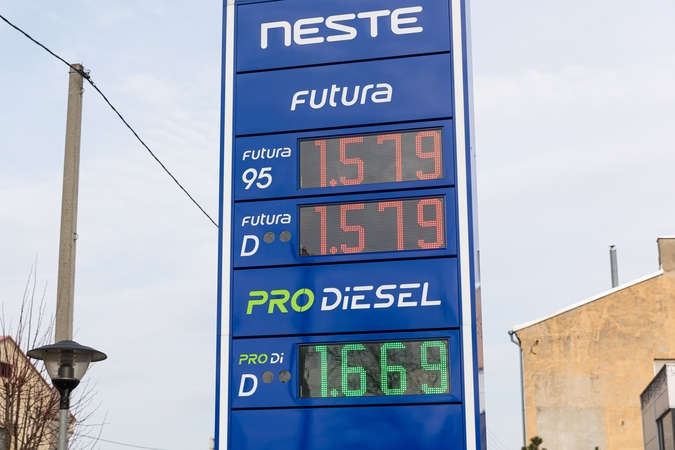 NESTE
Futura
Futura
95
1.579
Futura
D
1.579
PRO DIESEL
PRO Di
D
1.669